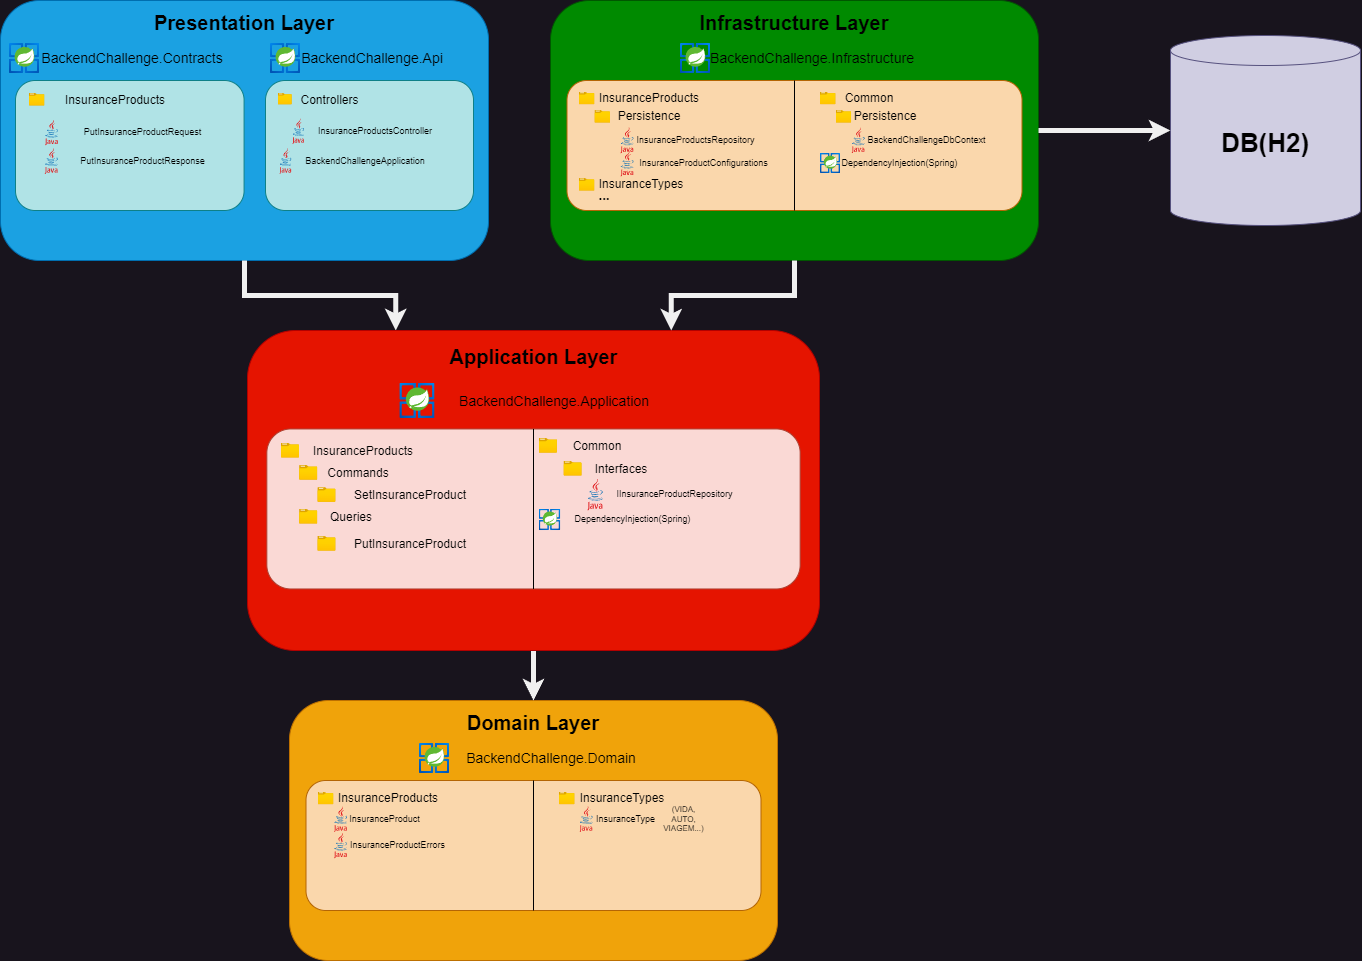 Presentation Layer
BackendChallenge.Contracts
BackendChallenge.Api
InsuranceProducts
Java
PutInsuranceProductRequest
Java
PutInsuranceProductResponse
Controllers
Java
InsuranceProductsController
Java
BackendChallengeApplication
Infrastructure Layer
BackendChallenge.Infrastructure
InsuranceProducts
Persistence
Java
InsuranceProductsRepository
Java
InsuranceProductConfigurations
InsuranceTypes
...
Common
Persistence
Java
BackendChallengeDbContext
DependencyInjection(Spring)
DB(H2)
Application Layer
BackendChallenge.Application
InsuranceProducts
Commands
SetInsuranceProduct
Queries
PutInsuranceProduct
Common
Interfaces
Java
IInsuranceProductRepository
DependencyInjection(Spring)
Domain Layer
BackendChallenge.Domain
InsuranceProducts
Java
InsuranceProduct
Java
InsuranceProductErrors
InsuranceTypes
Java
InsuranceType
(VIDA,
AUTO,
VIAGEM...)